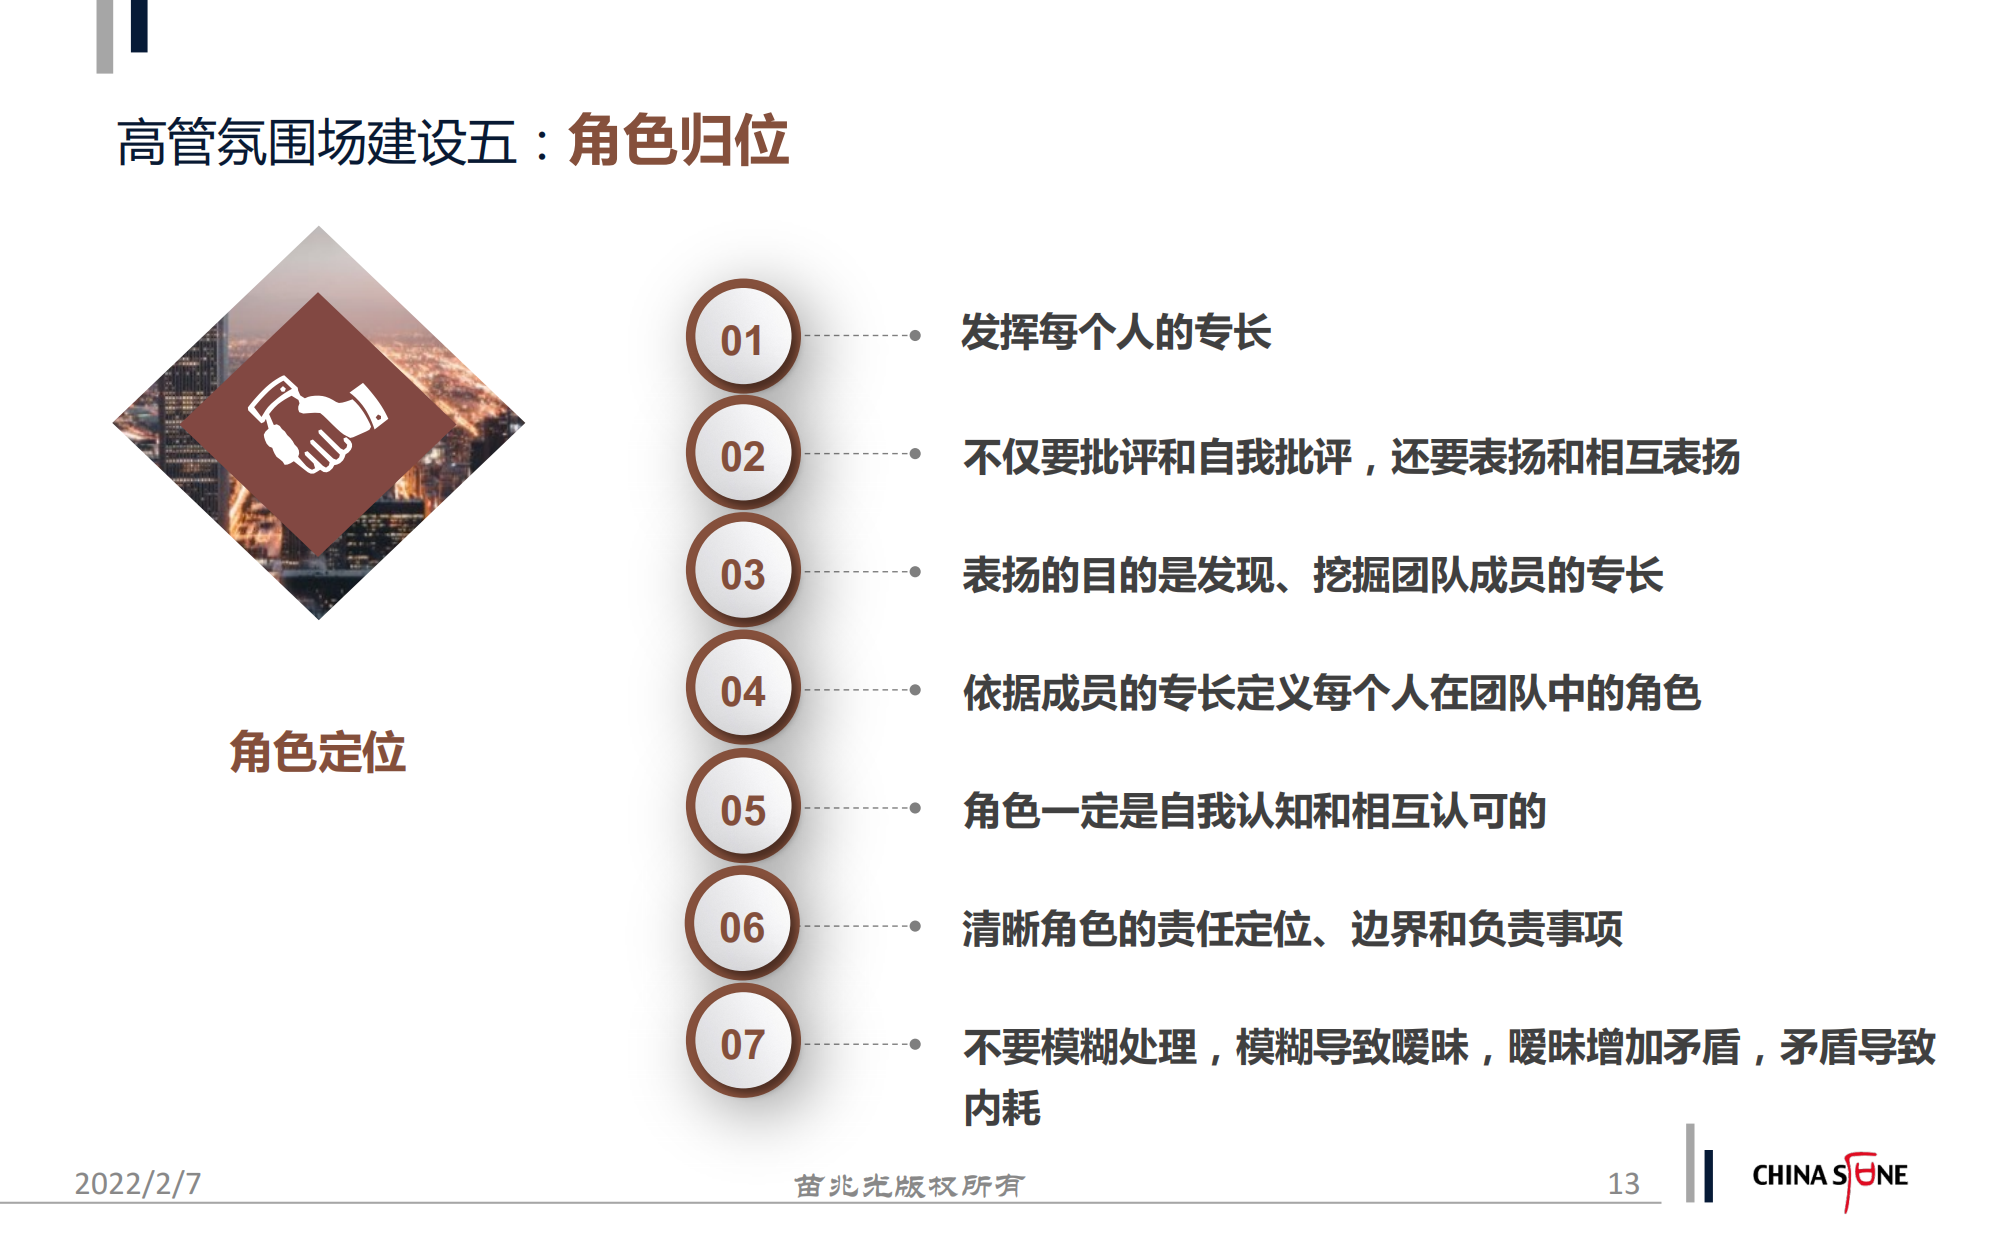 高管氛围场建设五：角色归位
角色定位
01
发挥每个人的专长
02
不仅要批评和自我批评，还要表扬和相互表扬
03
表扬的目的是发现、挖掘团队成员的专长
04
依据成员的专长定义每个人在团队中的角色
05
角色一定是自我认知和相互认可的
06
清晰角色的责任定位、边界和负责事项
07
不要模糊处理，模糊导致暧昧，暧昧增加矛盾，矛盾导致
内耗
2022/2/7
苗兆光版权所有
13
CHINA STONE